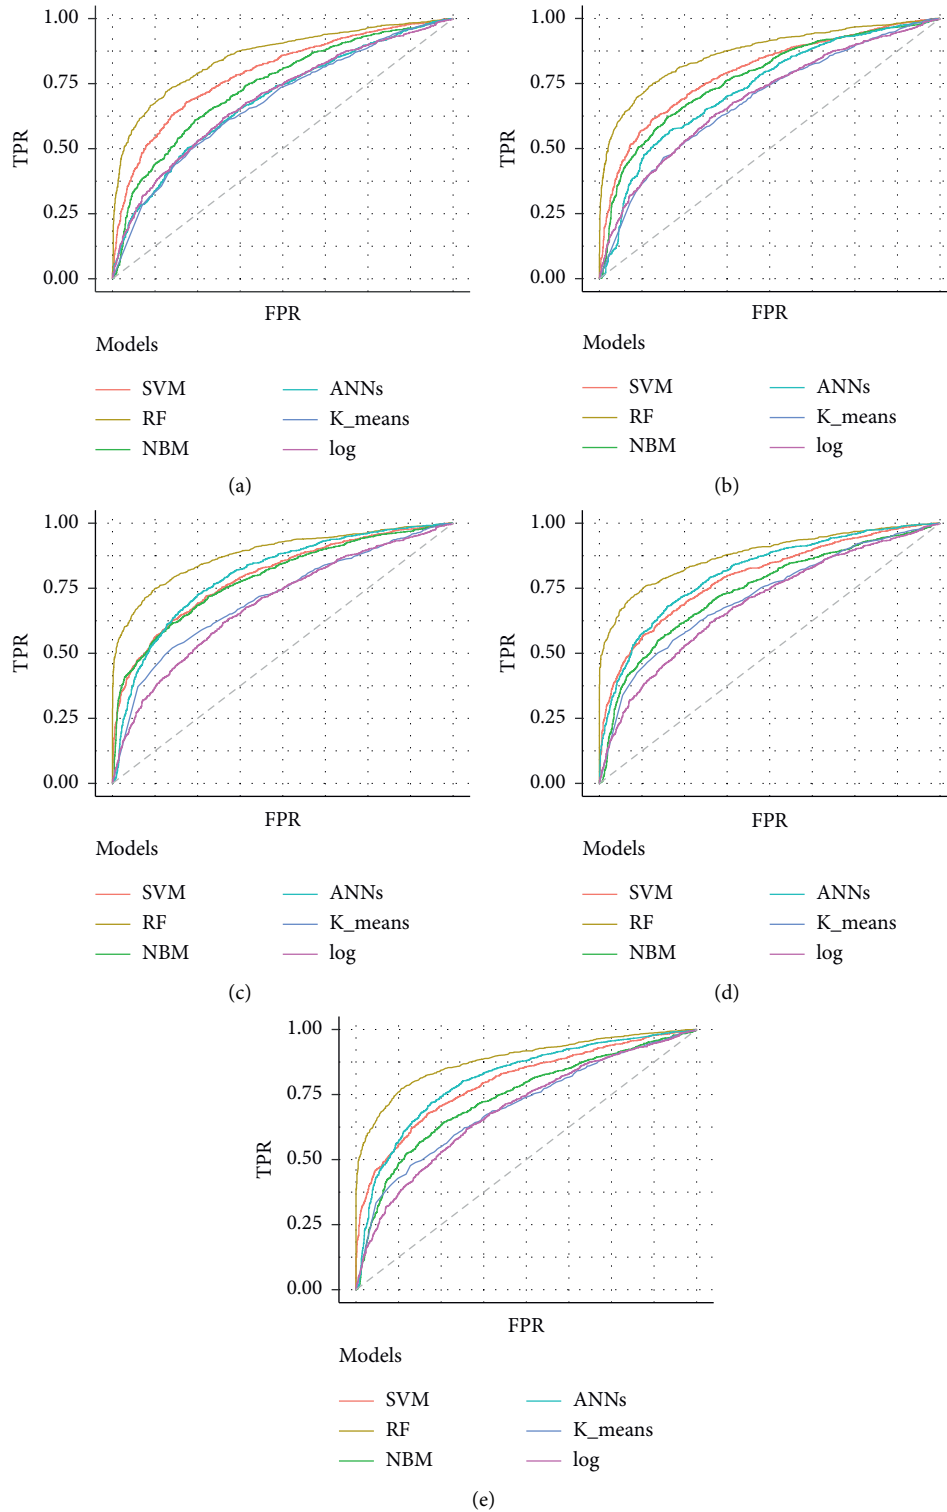 1.00
0.75
0.50
0.25
0.00
TPR
FPR
Models
SVM
RF
NBM
ANNs
K_means
log
(a)
1.00
0.75
0.50
0.25
0.00
TPR
FPR
Models
SVM
RF
NBM
ANNs
K_means
log
(b)
1.00
0.75
0.50
0.25
0.00
TPR
FPR
Models
SVM
RF
NBM
ANNs
K_means
log
(c)
1.00
0.75
0.50
0.25
0.00
TPR
FPR
Models
SVM
RF
NBM
ANNs
K_means
log
(d)
1.00
0.75
0.50
0.25
0.00
TPR
FPR
Models
SVM
RF
NBM
ANNs
K_means
log
(e)